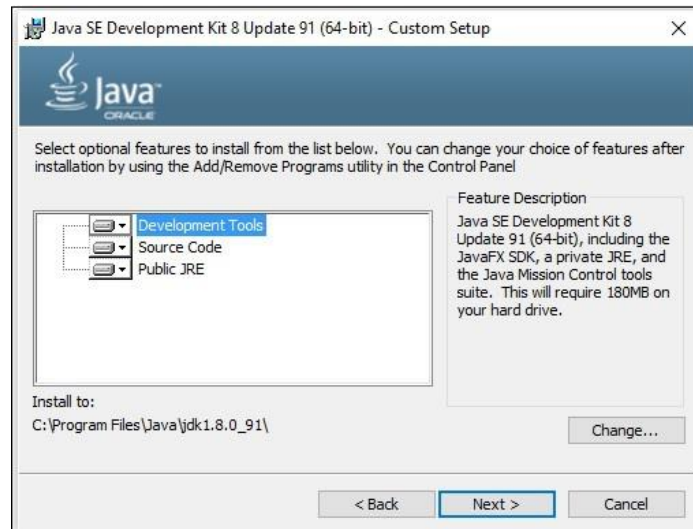 Java SE Development Kit 8 Update 91 (64-bit) - Custom Setup
Java
ORACLE
Select optional features to install from the list below. You can change your choice of features after
installation by using the Add/Remove Programs utility in the Control Panel
Development Tools
Source Code
Public JRE
Feature Description
Java SE Development Kit 8
Update 91 (64-bit), including the
JavaFX SDK, a private JRE, and
the Java Mission Control tools
suite. This will require 180MB on
your hard drive.
Install to:
C:\Program Files\Java\jdk1.8.0_91\
Change...
< Back
Next >
Cancel